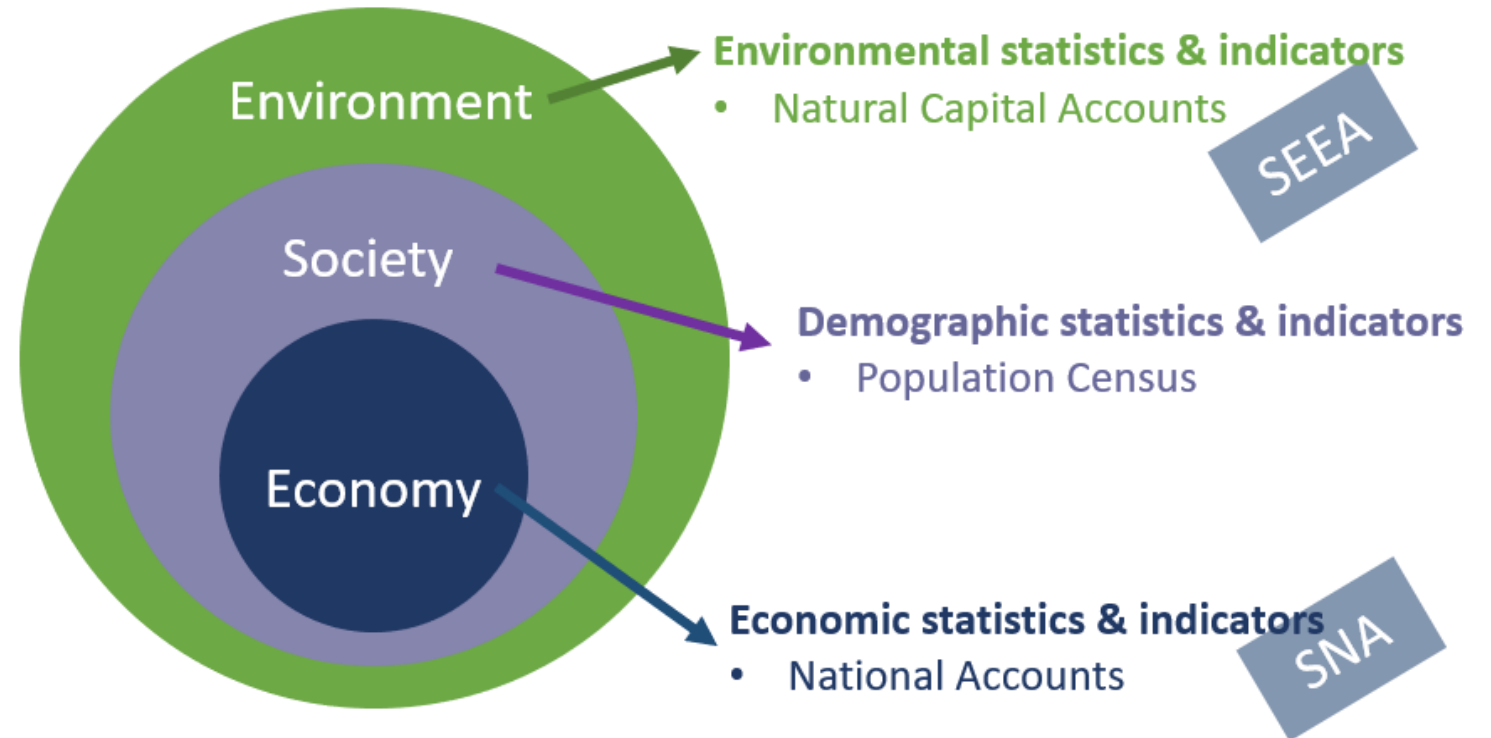 Environment
Environmental statistics & indicators
• Natural Capital Accounts
SEEA
Society
Demographic statistics & indicators
• Population Census
Economy
Economic statistics & indicators
• National Accounts
SNA